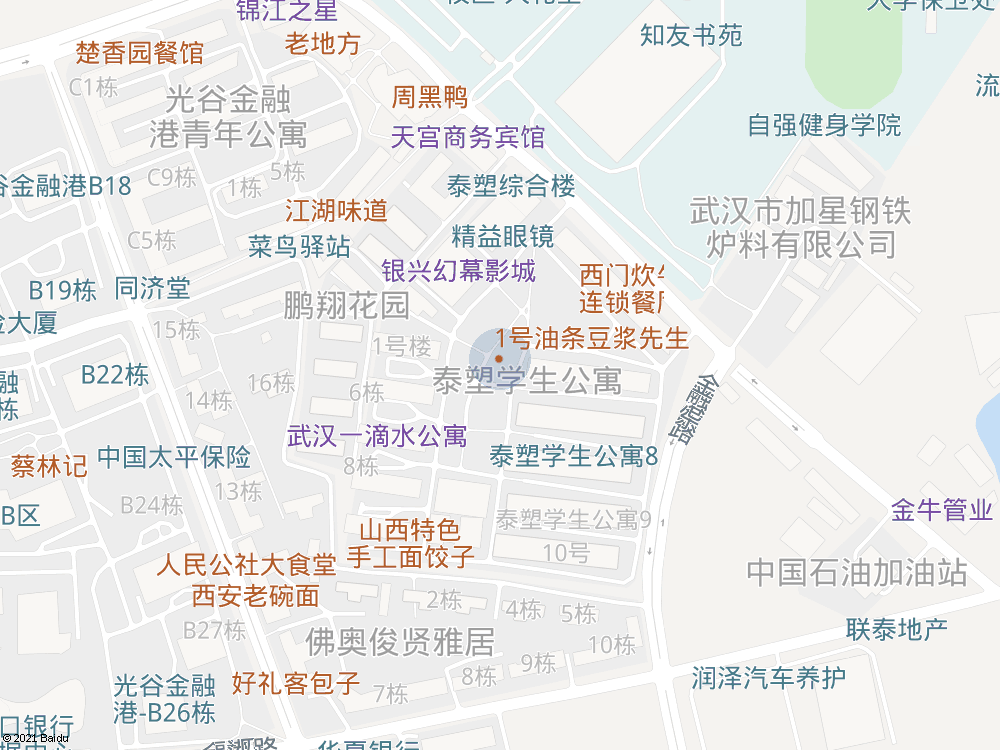 锦江之星
知友书苑
楚香园餐馆
老地方
C1栋
周黑鸭
光谷金融
港青年公寓
天宫商务宾馆
自强健身学院
5栋
C9栋
1栋
谷金融港B18
泰塑综合楼
江湖味道
武汉市加星钢铁
炉料有限公司
C5栋
菜鸟驿站
精益眼镜
银兴幻幕影城
西门炊
连锁餐
B19栋
同济堂
鹏翔花园
险大厦
15栋
1号楼
1号油条豆浆先生
B22栋
16栋
6栋
泰塑学生公寓
金融港路
融
栋
14栋
武汉一滴水公寓
蔡林记
中国太平保险
8栋
泰塑学生公寓8
13栋
B24栋
B区
泰塑学生公寓9
金牛管业
山西特色
手工面饺子
10号
人民公社大食堂
西安老碗面
中国石油加油站
2栋
4栋
5栋
B27栋
佛奥俊贤雅居
10栋
联泰地产
9栋
8栋
润泽汽车养护
光谷金融
港-B26栋
好礼客包子
7栋
口银行
华夏银行
© 2021 Baidu